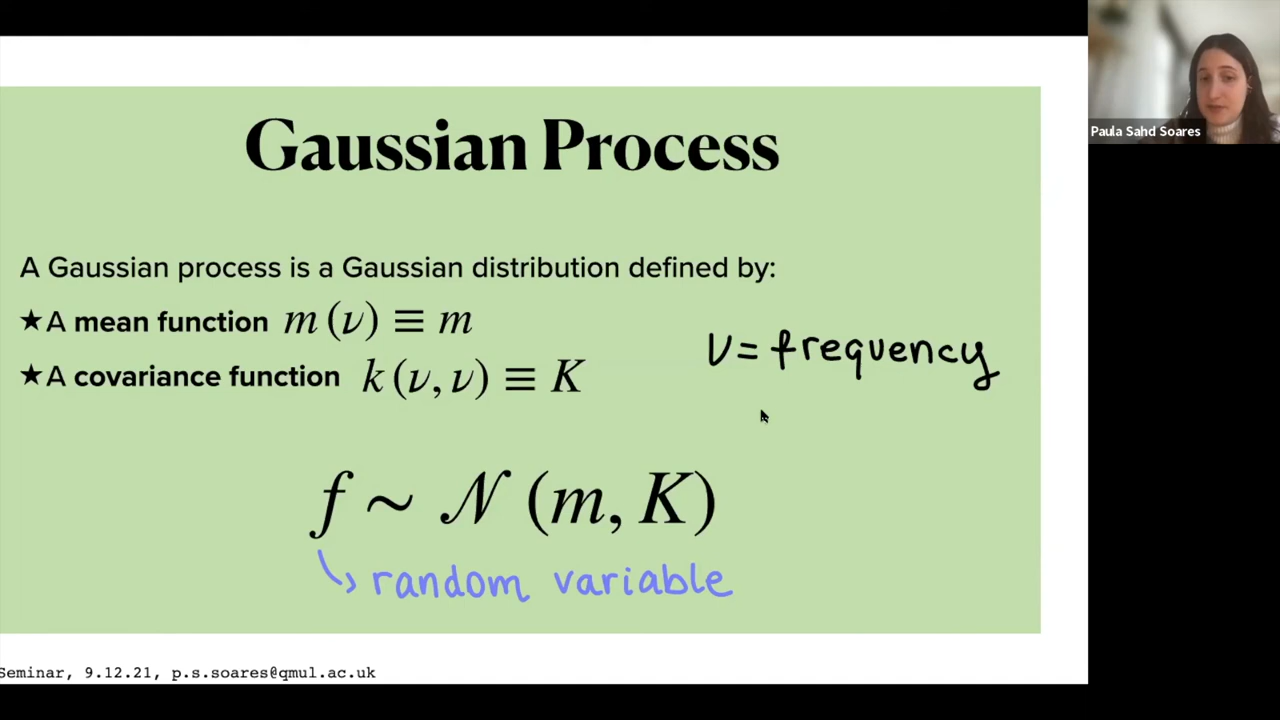 Gaussian Process
A Gaussian process is a Gaussian distribution defined by:
★A mean function m(ν) ≡ m
★A covariance function k(ν, ν) ≡ K
ν = frequency
f ~ 𝒩 (m, K)
random variable
Seminar, 9.12.21, p.s.soares@qmul.ac.uk
Paula Sahd Soares